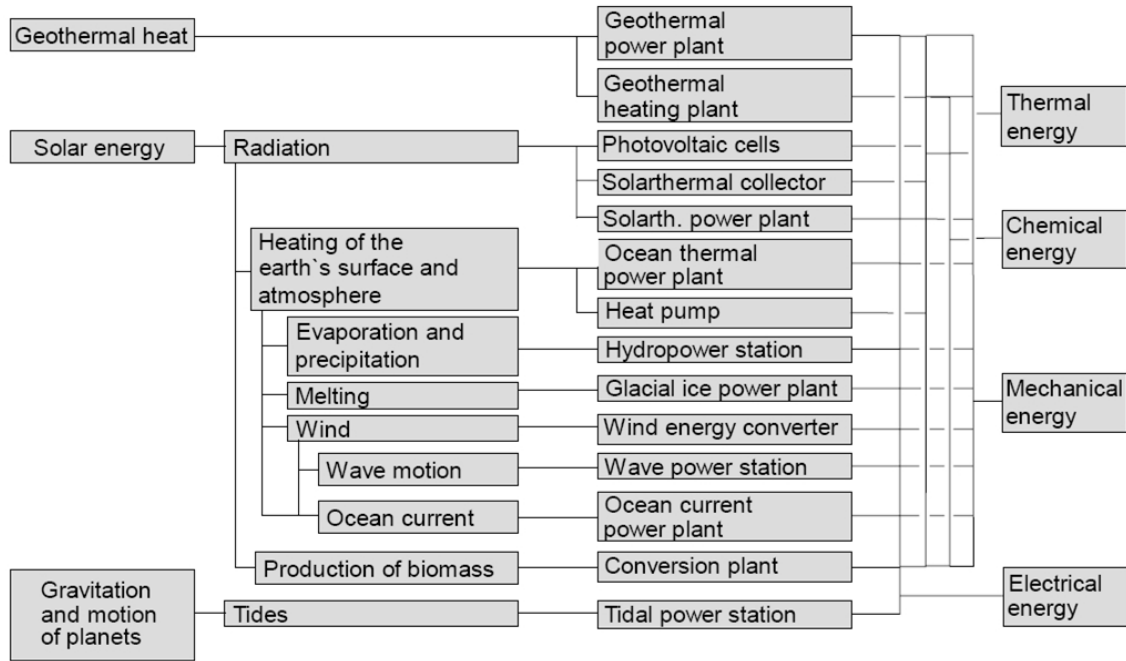 Geothermal heat
Geothermal
power plant
Geothermal
heating plant
Thermal
energy
Solar energy
Radiation
Photovoltaic cells
Solarthermal collector
Solarth. power plant
Chemical
energy
Heating of the
earth`s surface and
atmosphere
Ocean thermal
power plant
Heat pump
Evaporation and
precipitation
Hydropower station
Melting
Glacial ice power plant
Mechanical
energy
Wind
Wind energy converter
Wave motion
Wave power station
Ocean current
Ocean current
power plant
Production of biomass
Conversion plant
Electrical
energy
Gravitation
and motion
of planets
Tides
Tidal power station